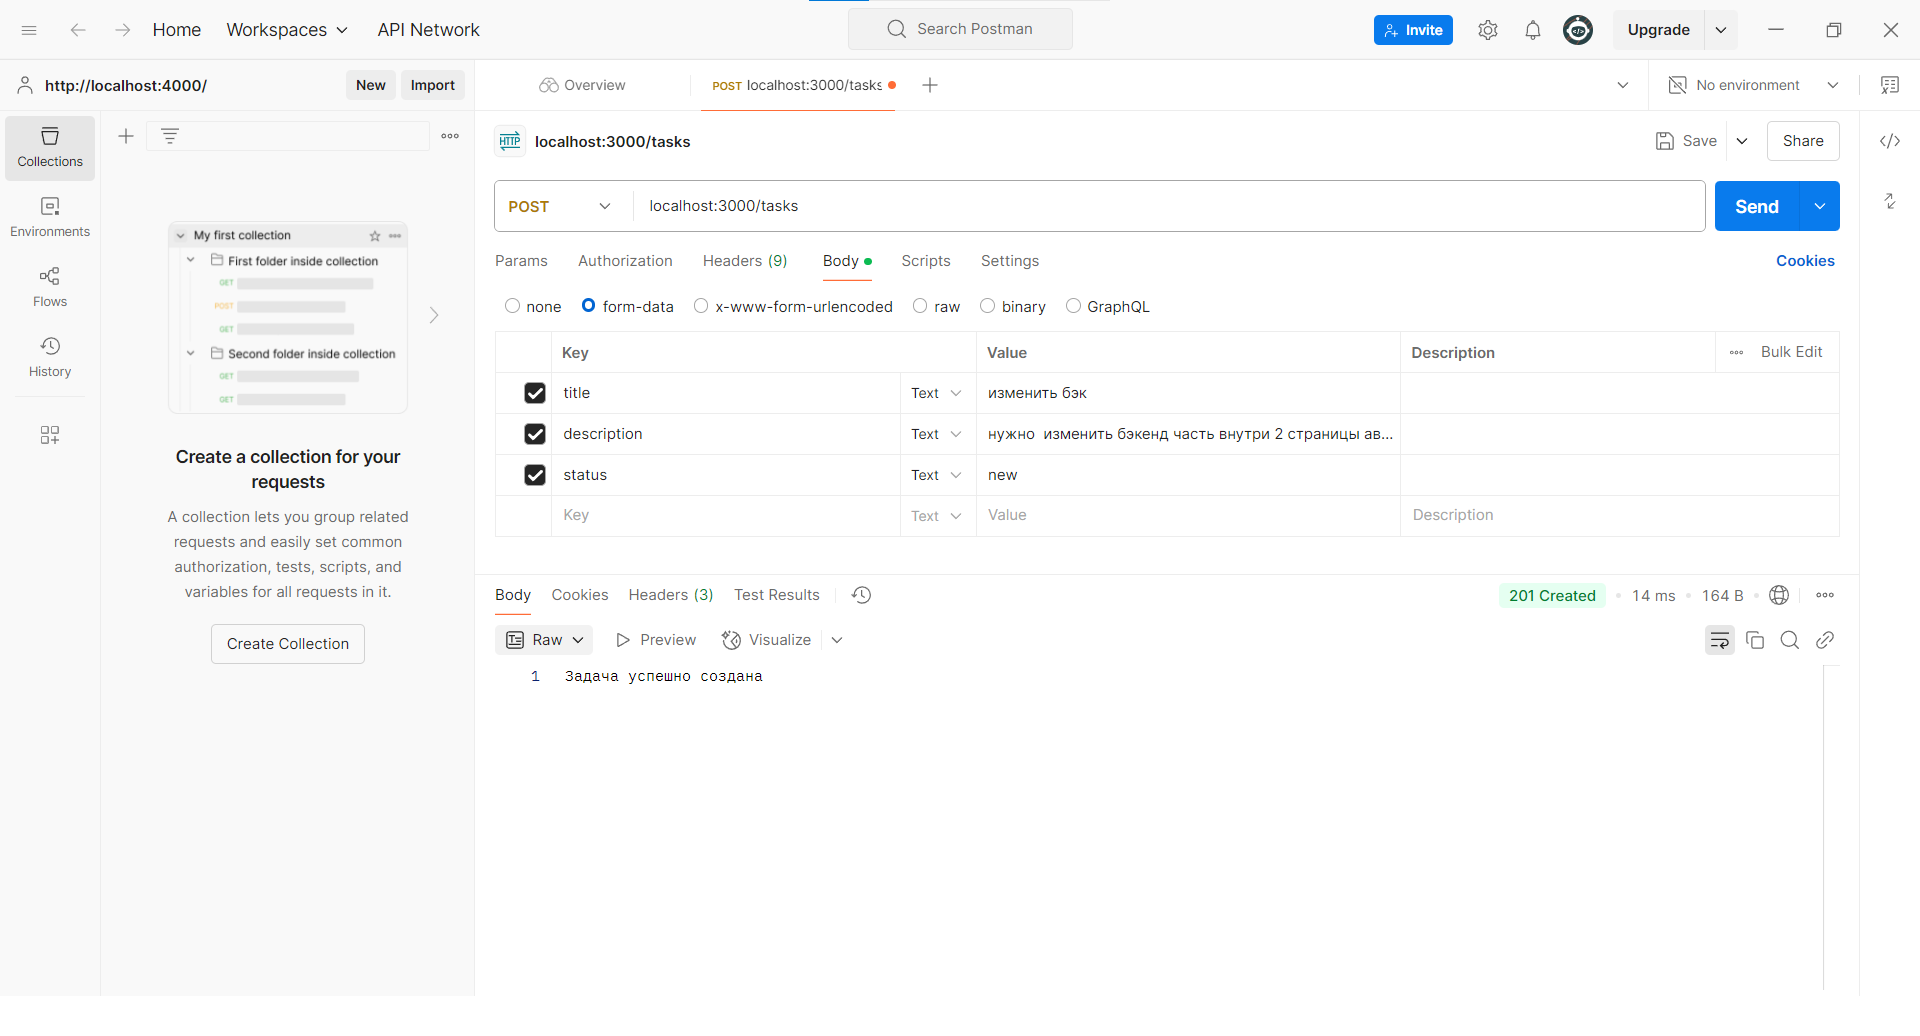 Home Workspaces API Network Search Postman Invite Upgrade
http://localhost:4000/ New Import Overview POST localhost:3000/tasks No environment
Collections
Environments
Flows
History
My first collection
First folder inside collection
GET
POST
GET
Second folder inside collection
GET
GET
Create a collection for your
requests
A collection lets you group related
requests and easily set common
authorization, tests, scripts, and
variables for all requests in it.
Create Collection
HTTP localhost:3000/tasks Save Share
POST localhost:3000/tasks Send
Params Authorization Headers (9) Body Scripts Settings Cookies
none form-data x-www-form-urlencoded raw binary GraphQL
Key Value Description Bulk Edit
title Text изменить бэк
description Text нужно изменить бэкенд часть внутри 2 страницы ав...
status Text new
Key Text Value Description
Body Cookies Headers (3) Test Results 201 Created 14 ms 164 B
Raw Preview Visualize
1 Задача успешно создана